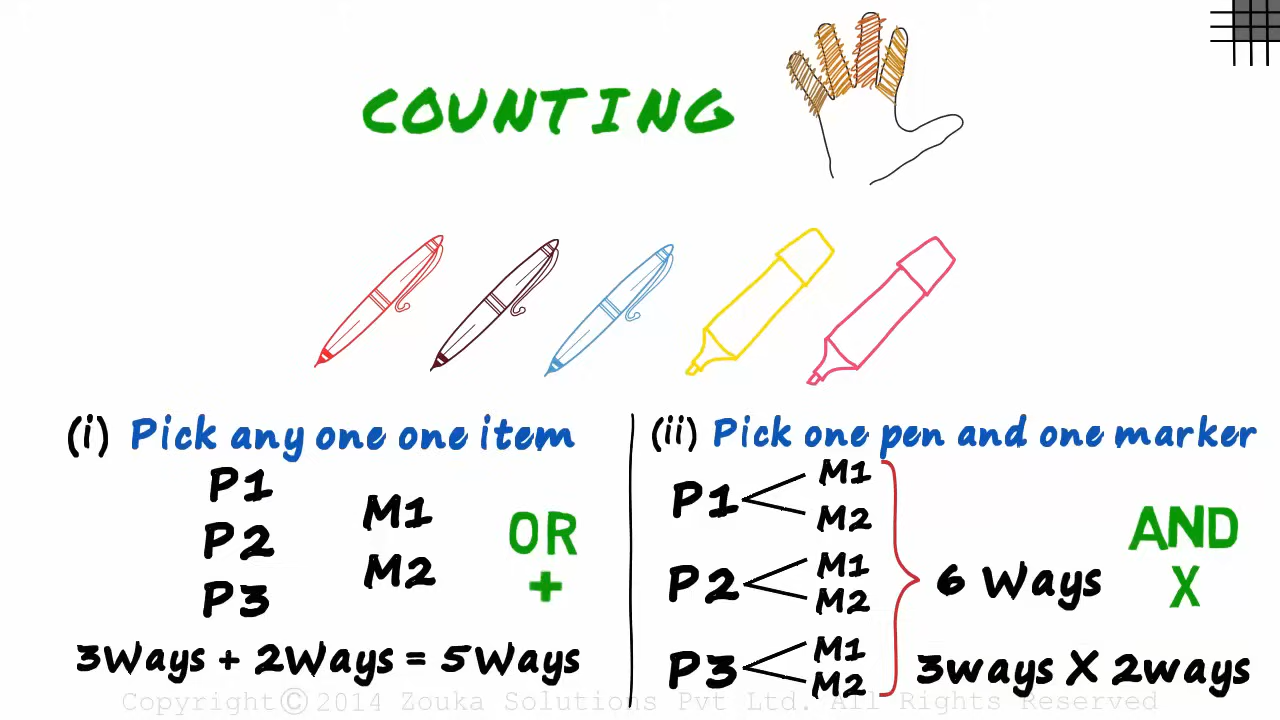 COUNTING
(i) Pick any one one item
P1
P2
P3
M1
M2
OR
+
3Ways + 2Ways = 5Ways
(ii) Pick one pen and one marker
P1
M1
M2
P2
M1
M2
P3
M1
M2
6 Ways
AND
X
3ways X 2ways
Copyright© 2014 Zouka Solutions Pvt Ltd. All Rights Reserved